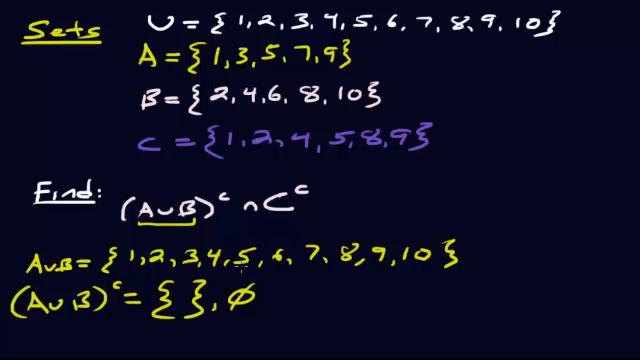 Sets
U = { 1, 2, 3, 4, 5, 6, 7, 8, 9, 10 }
A = { 1, 3, 5, 7, 9 }
B = { 2, 4, 6, 8, 10 }
C = { 1, 2, 4, 5, 8, 9 }
Find: (A∪B)ᶜ ∩ Cᶜ
A∪B = { 1, 2, 3, 4, 5, 6, 7, 8, 9, 10 }
(A∪B)ᶜ = { }, ∅